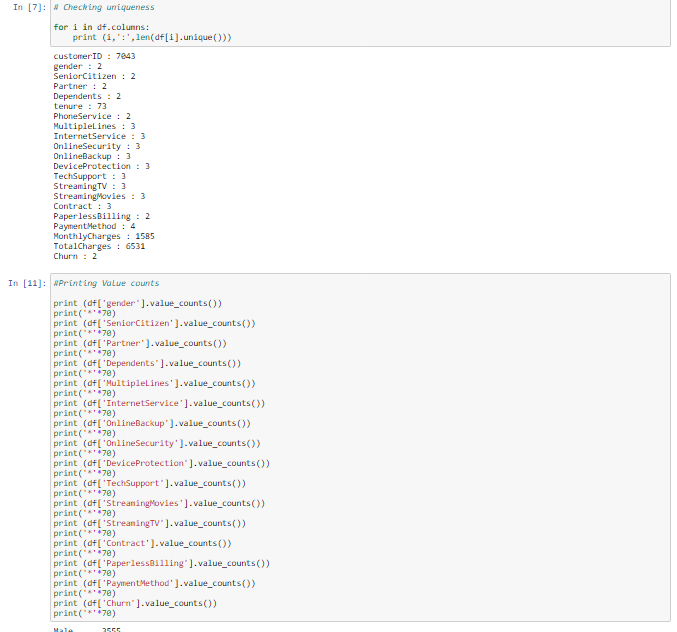 In [7]: # Checking uniqueness
for i in df.columns:
print (i,':',len(df[i].unique()))
customerID : 7043
gender : 2
SeniorCitizen : 2
Partner : 2
Dependents : 2
tenure : 73
PhoneService : 2
MultipleLines : 3
InternetService : 3
OnlineSecurity : 3
OnlineBackup : 3
DeviceProtection : 3
TechSupport : 3
StreamingTV : 3
StreamingMovies : 3
Contract : 3
PaperlessBilling : 2
PaymentMethod : 4
MonthlyCharges : 1585
TotalCharges : 6531
Churn : 2
In [11]: #Printing Value counts
print (df['gender'].value_counts())
print('*'*70)
print (df['SeniorCitizen'].value_counts())
print('*'*70)
print (df['Partner'].value_counts())
print('*'*70)
print (df['Dependents'].value_counts())
print('*'*70)
print (df['MultipleLines'].value_counts())
print('*'*70)
print (df['InternetService'].value_counts())
print('*'*70)
print (df['OnlineBackup'].value_counts())
print('*'*70)
print (df['OnlineSecurity'].value_counts())
print('*'*70)
print (df['DeviceProtection'].value_counts())
print('*'*70)
print (df['TechSupport'].value_counts())
print('*'*70)
print (df['StreamingMovies'].value_counts())
print('*'*70)
print (df['StreamingTV'].value_counts())
print('*'*70)
print (df['Contract'].value_counts())
print('*'*70)
print (df['PaperlessBilling'].value_counts())
print('*'*70)
print (df['PaymentMethod'].value_counts())
print('*'*70)
print (df['Churn'].value_counts())
print('*'*70)
Male 3555